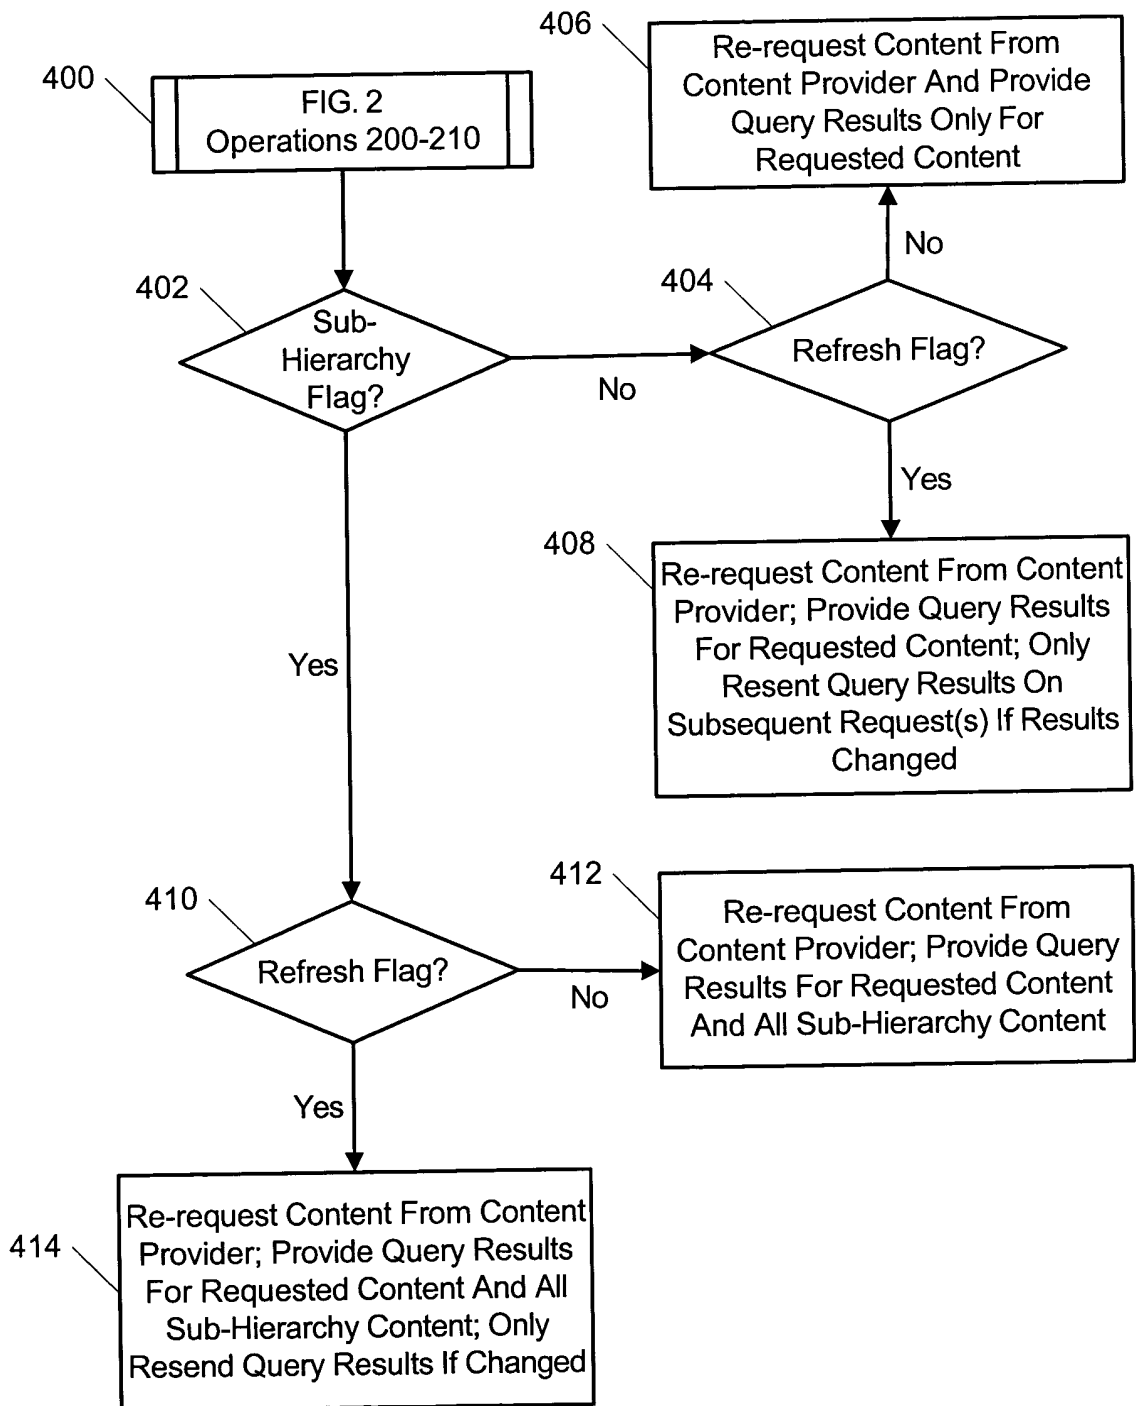 400
FIG. 2
Operations 200-210
406
Re-request Content From
Content Provider And Provide
Query Results Only For
Requested Content
No
402
Sub-
Hierarchy
Flag?
No
404
Refresh Flag?
Yes
408
Re-request Content From Content
Provider; Provide Query Results
For Requested Content; Only
Resent Query Results On
Subsequent Request(s) If Results
Changed
Yes
410
Refresh Flag?
No
412
Re-request Content From
Content Provider; Provide Query
Results For Requested Content
And All Sub-Hierarchy Content
Yes
414
Re-request Content From Content
Provider; Provide Query Results
For Requested Content And All
Sub-Hierarchy Content; Only
Resend Query Results If Changed